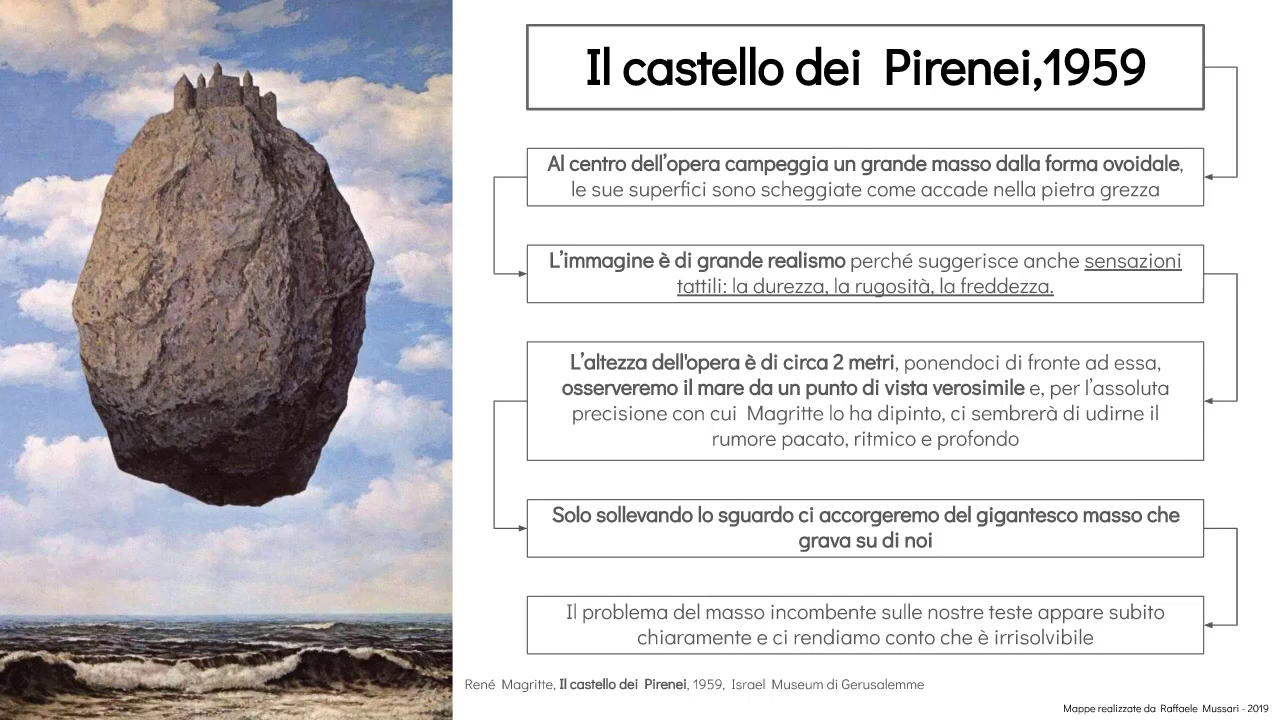 Il castello dei Pirenei,1959
Al centro dell’opera campeggia un grande masso dalla forma ovoidale,
le sue superfici sono scheggiate come accade nella pietra grezza
L’immagine è di grande realismo perché suggerisce anche sensazioni
tattili: la durezza, la rugosità, la freddezza.
L’altezza dell'opera è di circa 2 metri, ponendoci di fronte ad essa,
osserveremo il mare da un punto di vista verosimile e, per l’assoluta
precisione con cui Magritte lo ha dipinto, ci sembrerà di udirne il
rumore pacato, ritmico e profondo
Solo sollevando lo sguardo ci accorgeremo del gigantesco masso che
grava su di noi
Il problema del masso incombente sulle nostre teste appare subito
chiaramente e ci rendiamo conto che è irrisolvibile
René Magritte, Il castello dei Pirenei, 1959, Israel Museum di Gerusalemme
Mappe realizzate da Raffaele Mussari - 2019